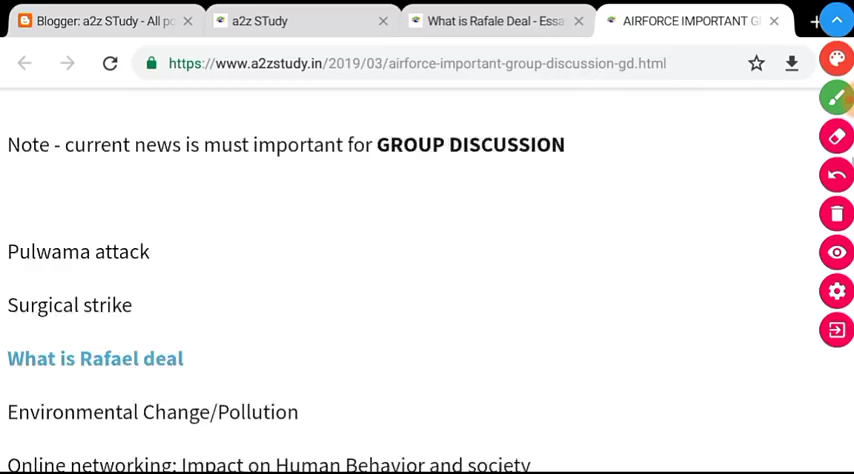 Blogger: a2z STudy - All po
a2z STudy
What is Rafale Deal - Essa
AIRFORCE IMPORTANT G
https://www.a2zstudy.in/2019/03/airforce-important-group-discussion-gd.html
Note - current news is must important for GROUP DISCUSSION
Pulwama attack
Surgical strike
What is Rafael deal
Environmental Change/Pollution
Online networking: Impact on Human Behavior and society